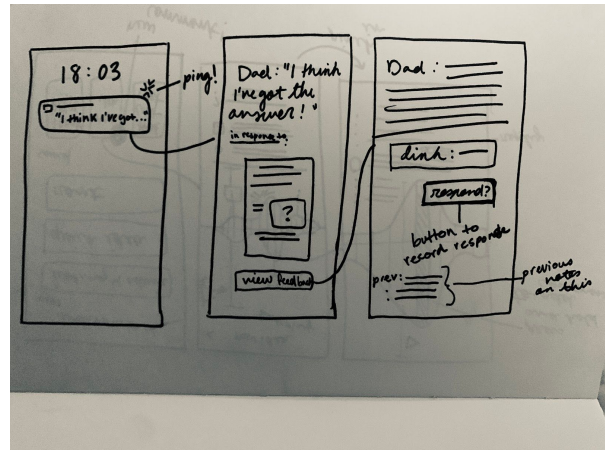 18:03
ping!
"I think I've got..."
Dad: "I think
I've got the
answer!"
in response to:
?
view feedback
Dad:
link:
respond?
button to
record response
prev:
:
previous
notes
on this